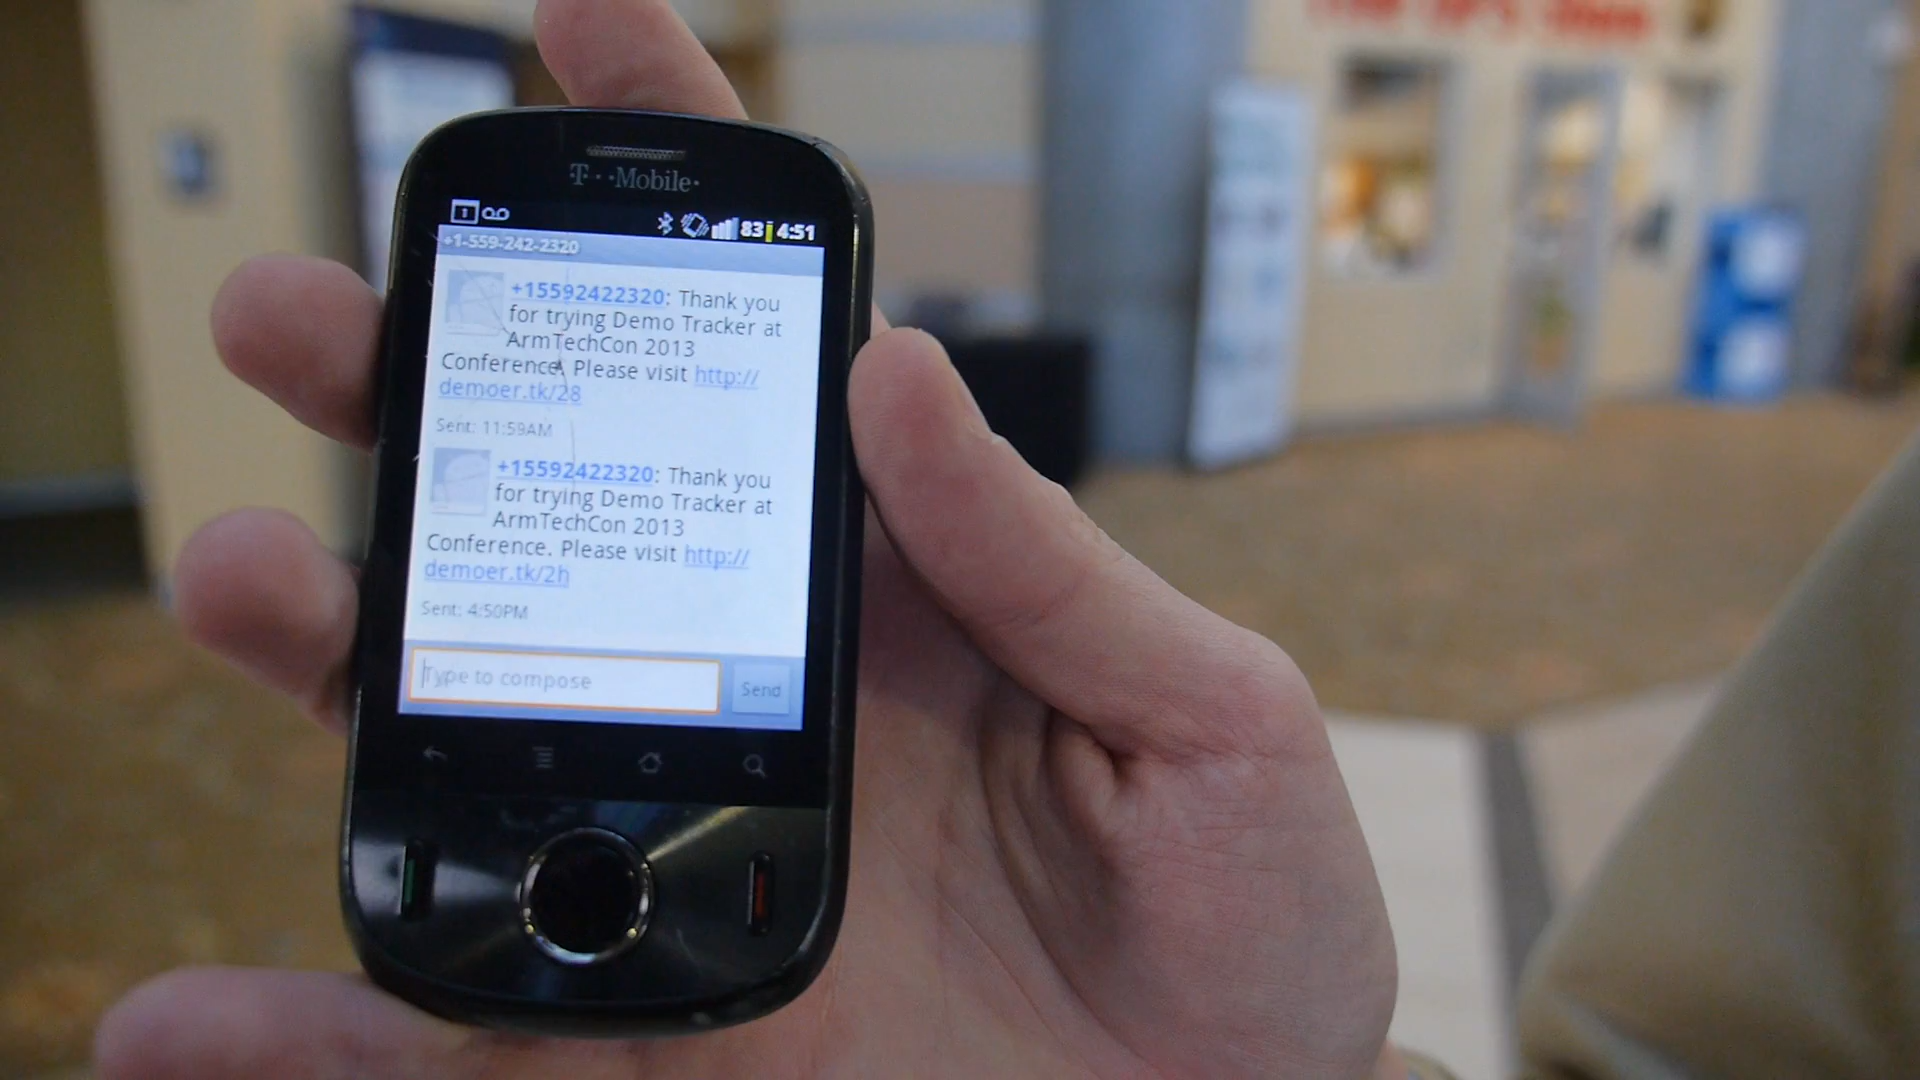 T··Mobile·
83 4:51
+1-559-242-2320
+15592422320: Thank you
for trying Demo Tracker at
ArmTechCon 2013
Conference. Please visit http://
demoer.tk/28
Sent: 11:59AM
+15592422320: Thank you
for trying Demo Tracker at
ArmTechCon 2013
Conference. Please visit http://
demoer.tk/2h
Sent: 4:50PM
Type to compose
Send